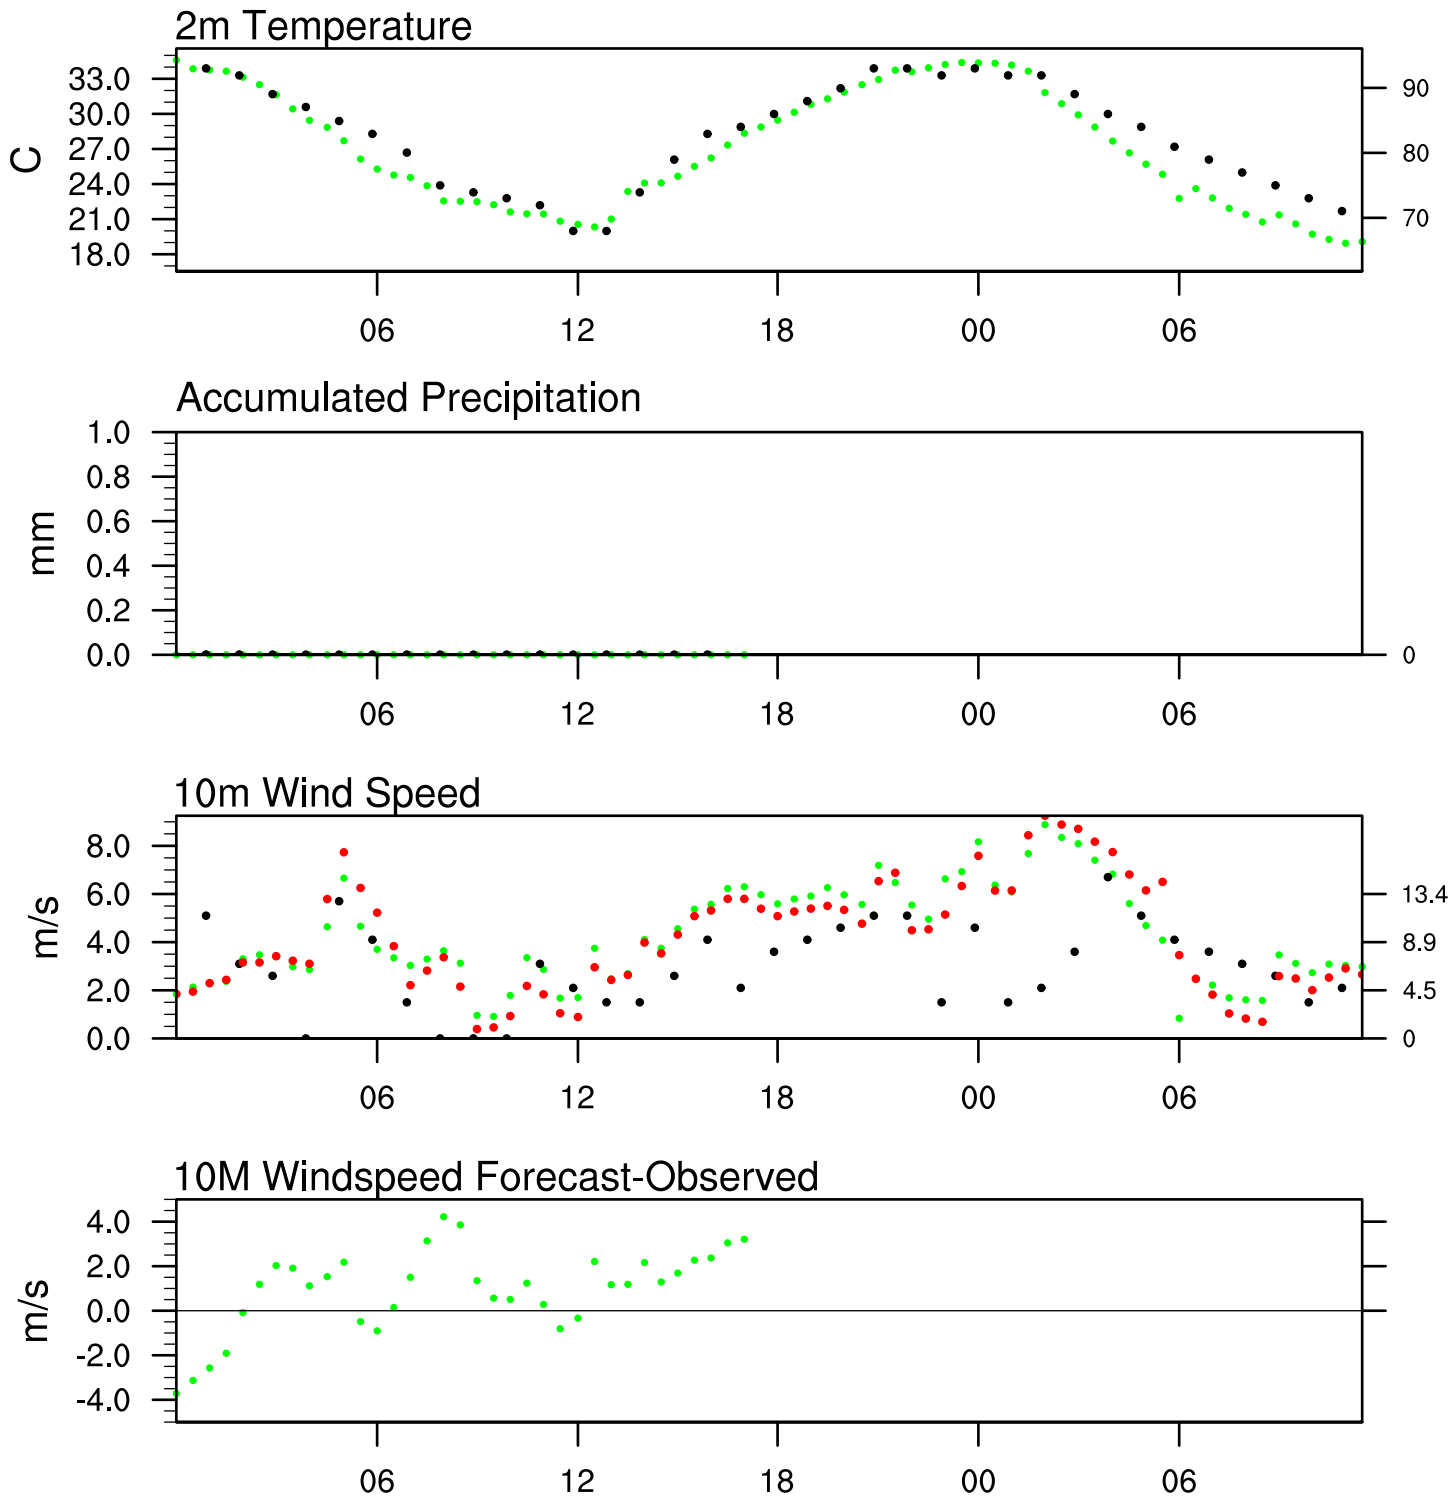 2m Temperature
C
33.0
30.0
27.0
24.0
21.0
18.0
90
80
70
06 12 18 00 06
Accumulated Precipitation
mm
1.0
0.8
0.6
0.4
0.2
0.0
0
06 12 18 00 06
10m Wind Speed
m/s
8.0
6.0
4.0
2.0
0.0
13.4
8.9
4.5
0
06 12 18 00 06
10M Windspeed Forecast-Observed
m/s
4.0
2.0
0.0
-2.0
-4.0
06 12 18 00 06